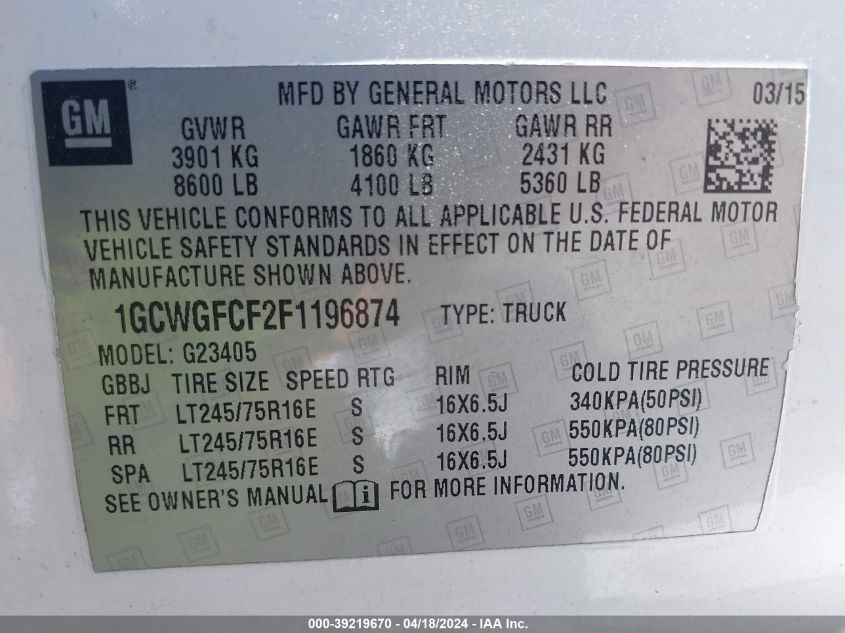 GM ®
MFD BY GENERAL MOTORS LLC 03/15
GVWR GAWR FRT GAWR RR
3901 KG 1860 KG 2431 KG
8600 LB 4100 LB 5360 LB
THIS VEHICLE CONFORMS TO ALL APPLICABLE U.S. FEDERAL MOTOR
VEHICLE SAFETY STANDARDS IN EFFECT ON THE DATE OF
MANUFACTURE SHOWN ABOVE.
1GCWGFCF2F1196874 TYPE: TRUCK
MODEL: G23405
GBBJ TIRE SIZE SPEED RTG RIM COLD TIRE PRESSURE
FRT LT245/75R16E S 16X6.5J 340KPA(50PSI)
RR LT245/75R16E S 16X6.5J 550KPA(80PSI)
SPA LT245/75R16E S 16X6.5J 550KPA(80PSI)
SEE OWNER'S MANUAL i FOR MORE INFORMATION.
000-39219670 - 04/18/2024 - IAA Inc.